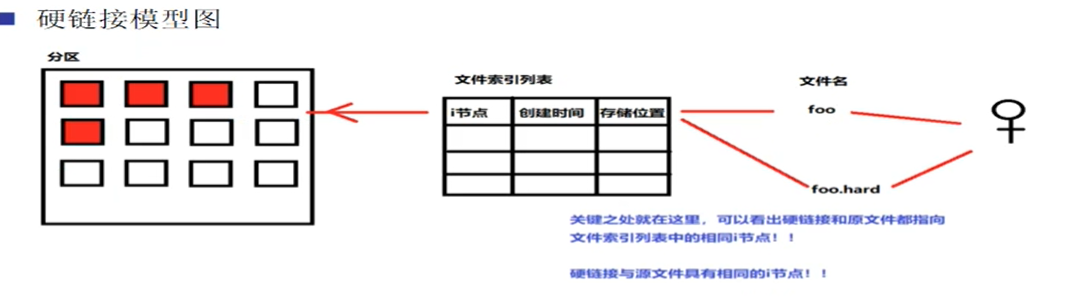 硬链接模型图
分区
文件索引列表
文件名
i节点 创建时间 存储位置
foo
foo.hard
关键之处就在这里，可以看出硬链接和原文件都指向
文件索引列表中的相同i节点！！
硬链接与源文件具有相同的i节点！！